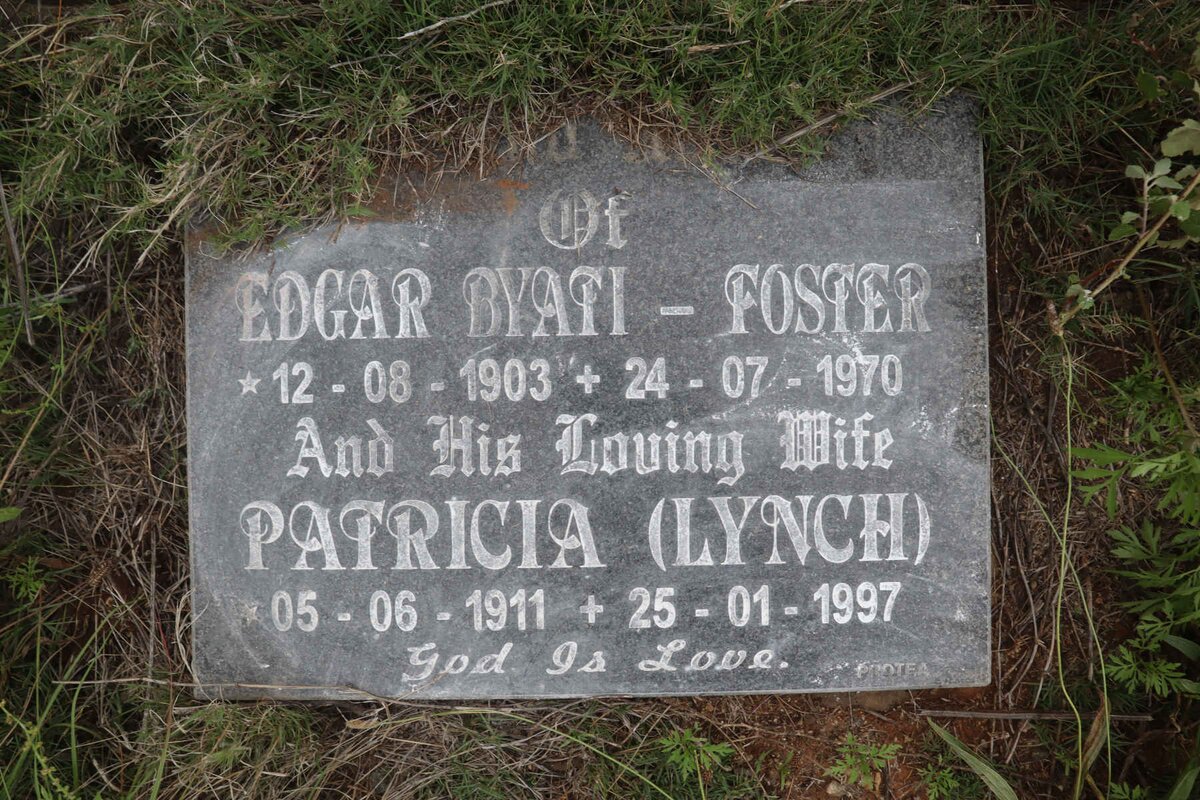 Of
EDGAR BYATT - FOSTER
☆ 12 - 08 - 1903 + 24 - 07 - 1970
And His Loving Wife
PATRICIA (LYNCH)
☆ 05 - 06 - 1911 + 25 - 01 - 1997
God Is Love.
PROTEA